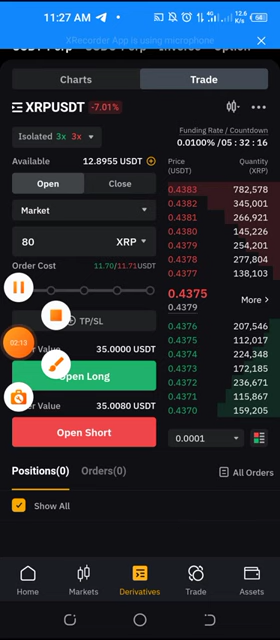 11:27 AM
4G
12.6 K/s
XRecorder App is using microphone
Charts
Trade
XRPUSDT -7.01%
Isolated 3x 3x
Funding Rate / Countdown
0.0100% /05 : 32 : 16
Available 12.8955 USDT
Open
Close
Market
80 XRP
Order Cost 11.70/11.71 USDT
TP/SL
Value 35.0000 USDT
Open Long
Value 35.0080 USDT
Open Short
02:13
Price (USDT)
Quantity (XRP)
0.4383 782,578
0.4382 345,001
0.4381 266,921
0.4380 145,226
0.4379 254,201
0.4378 277,804
0.4377 138,103
0.4375
0.4379
More >
0.4376 207,546
0.4375 112,017
0.4374 224,348
0.4373 172,185
0.4372 236,671
0.4371 115,867
0.4370 159,205
0.0001
Positions(0)
Orders(0)
All Orders
Show All
Home
Markets
Derivatives
Trade
Assets